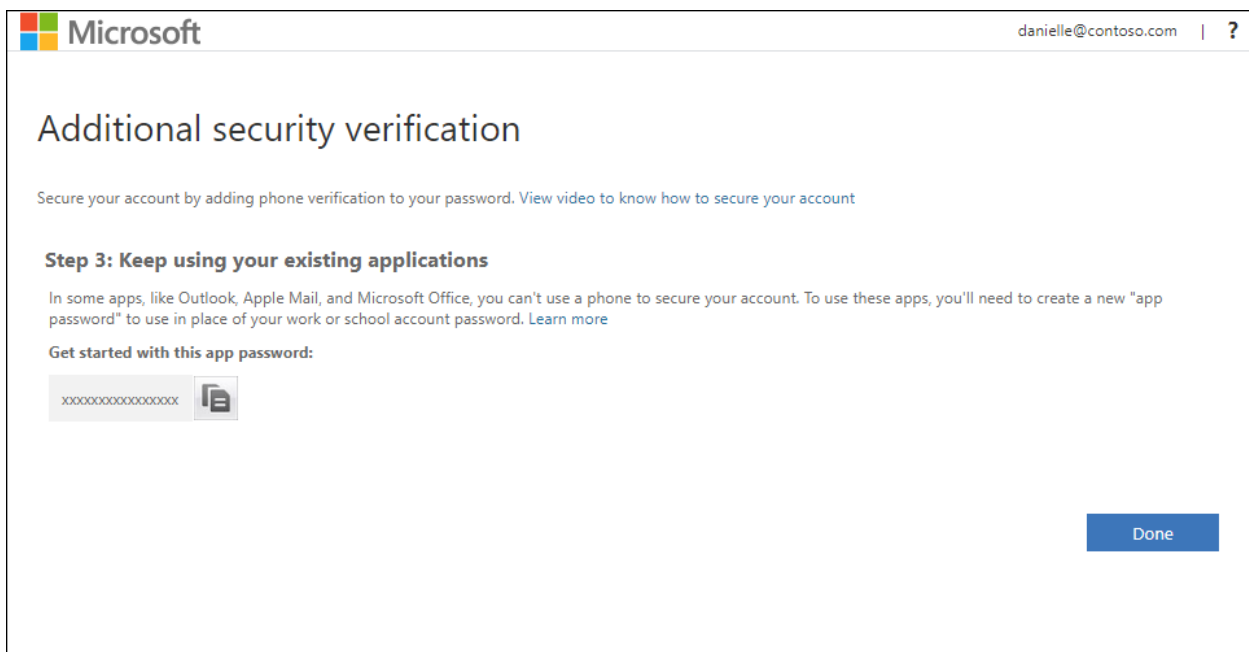 Microsoft
danielle@contoso.com | ?
Additional security verification
Secure your account by adding phone verification to your password. View video to know how to secure your account
Step 3: Keep using your existing applications
In some apps, like Outlook, Apple Mail, and Microsoft Office, you can't use a phone to secure your account. To use these apps, you'll need to create a new "app
password" to use in place of your work or school account password. Learn more
Get started with this app password:
xxxxxxxxxxxxxxxx
Done